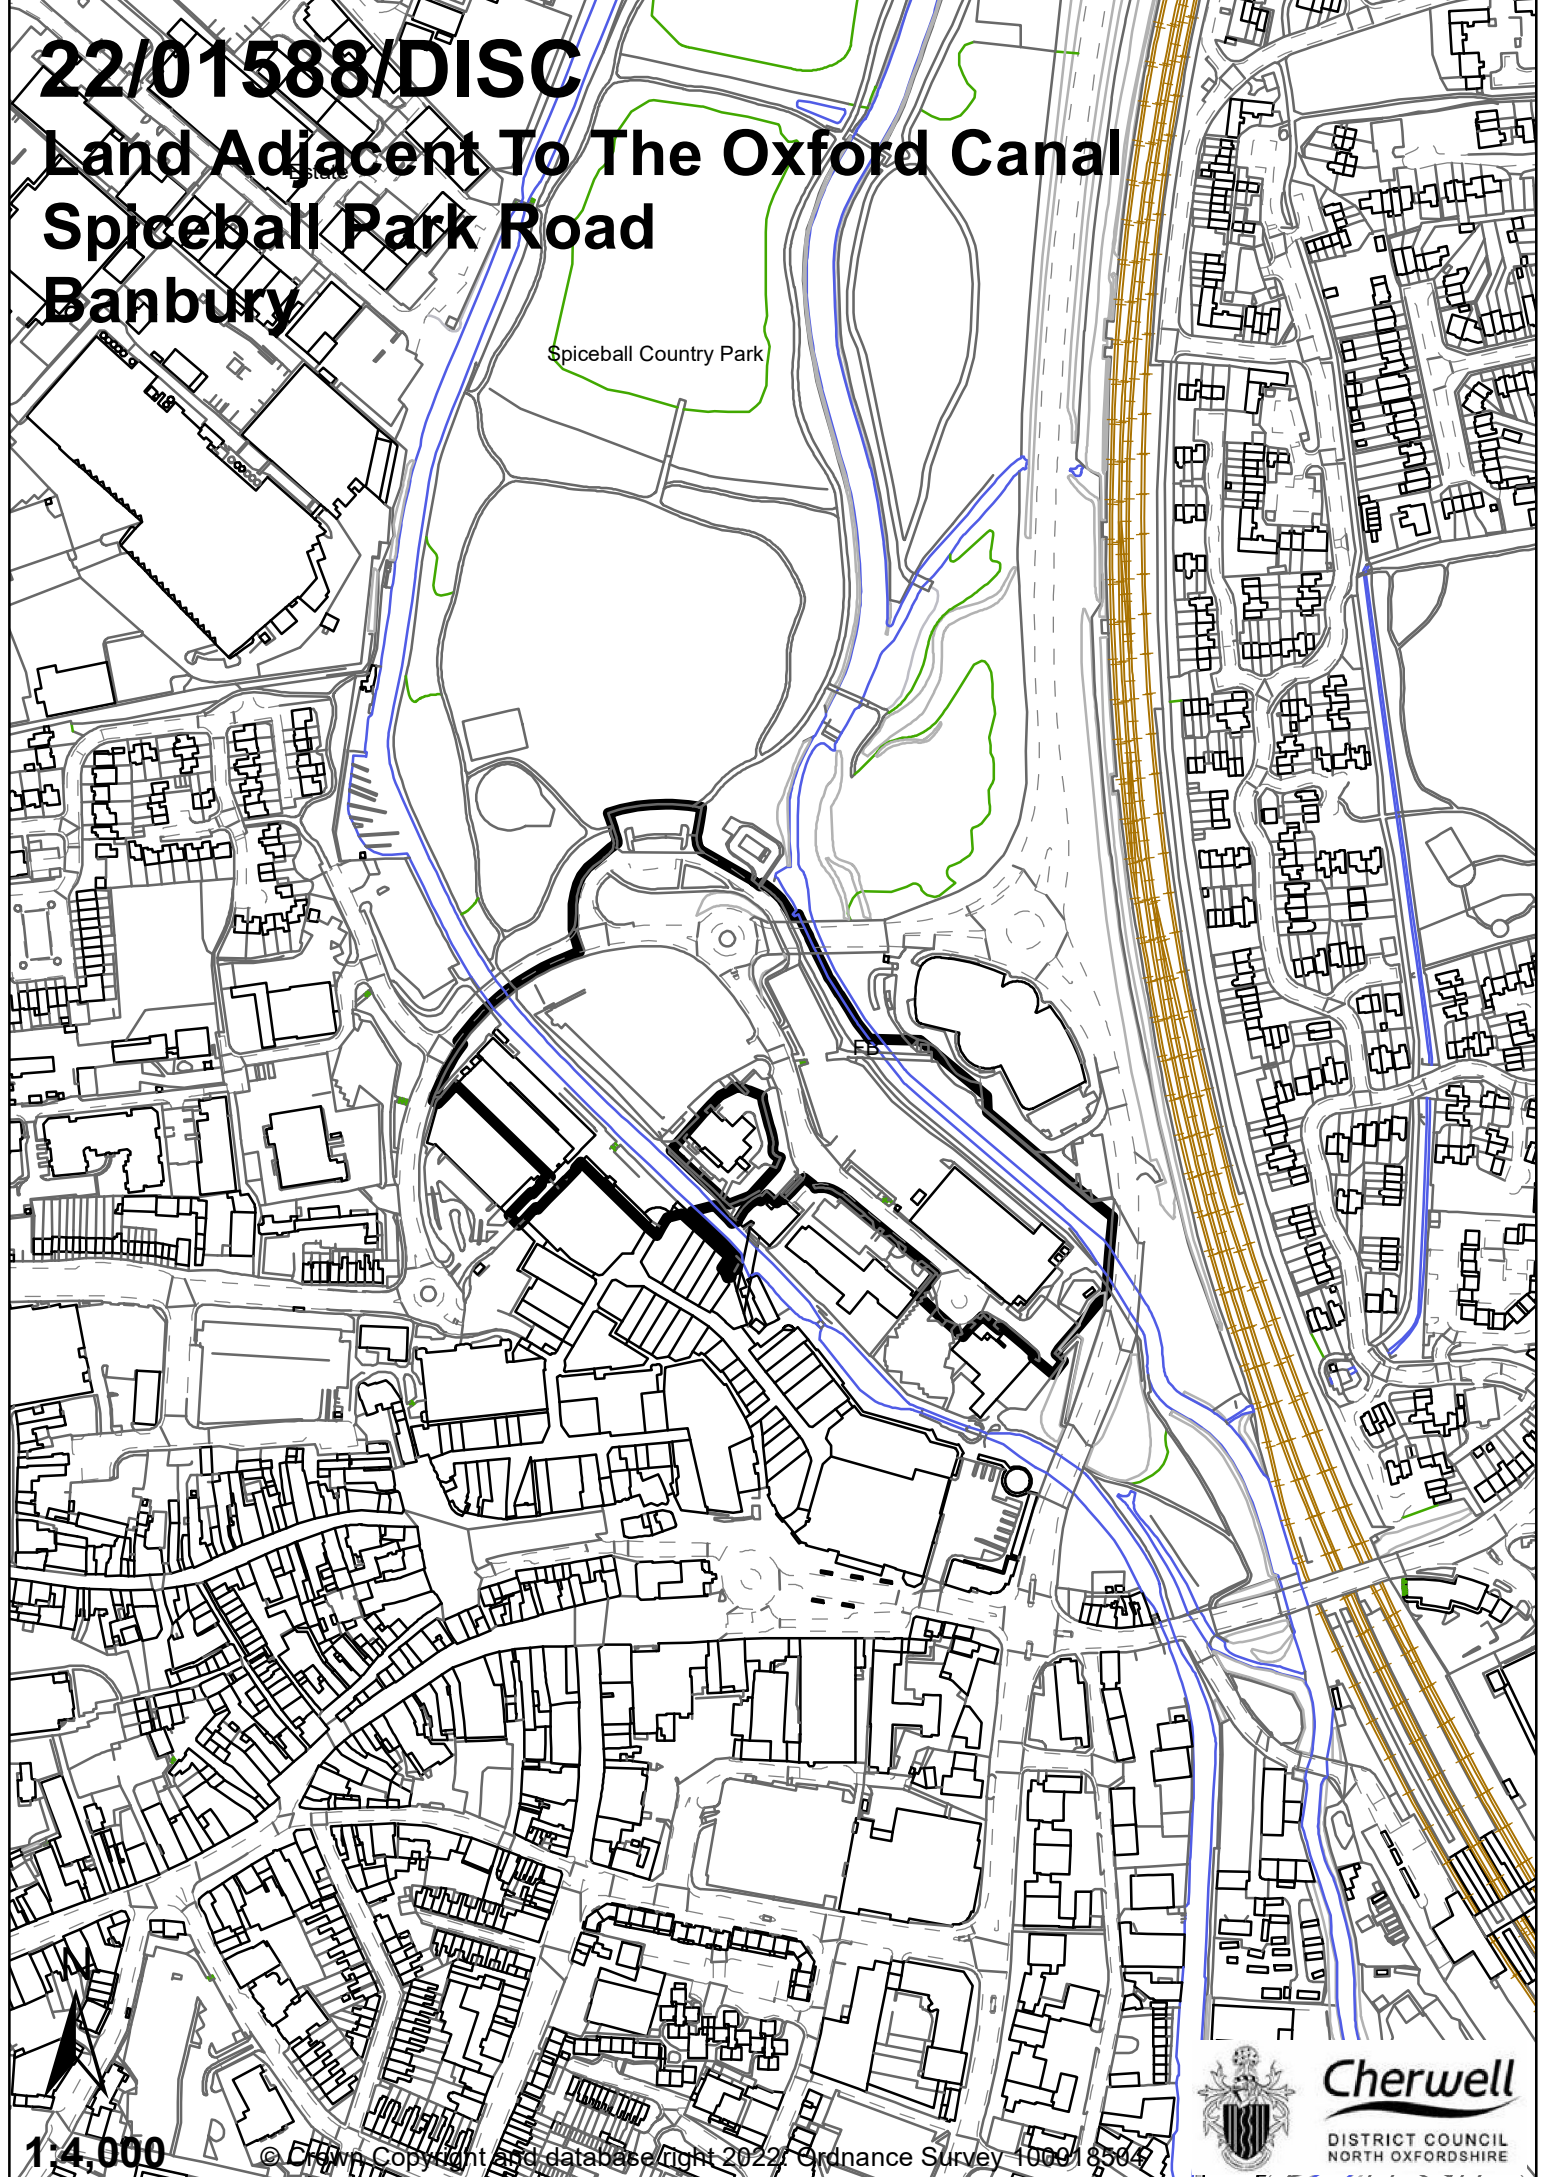 22/01588/DISC
Land Adjacent To The Oxford Canal
Estate
Spiceball Park Road
Banbury
Spiceball Country Park
FB
N
1:4,000
© Crown Copyright and database right 2022. Ordnance Survey 100018504
Cherwell
DISTRICT COUNCIL
NORTH OXFORDSHIRE